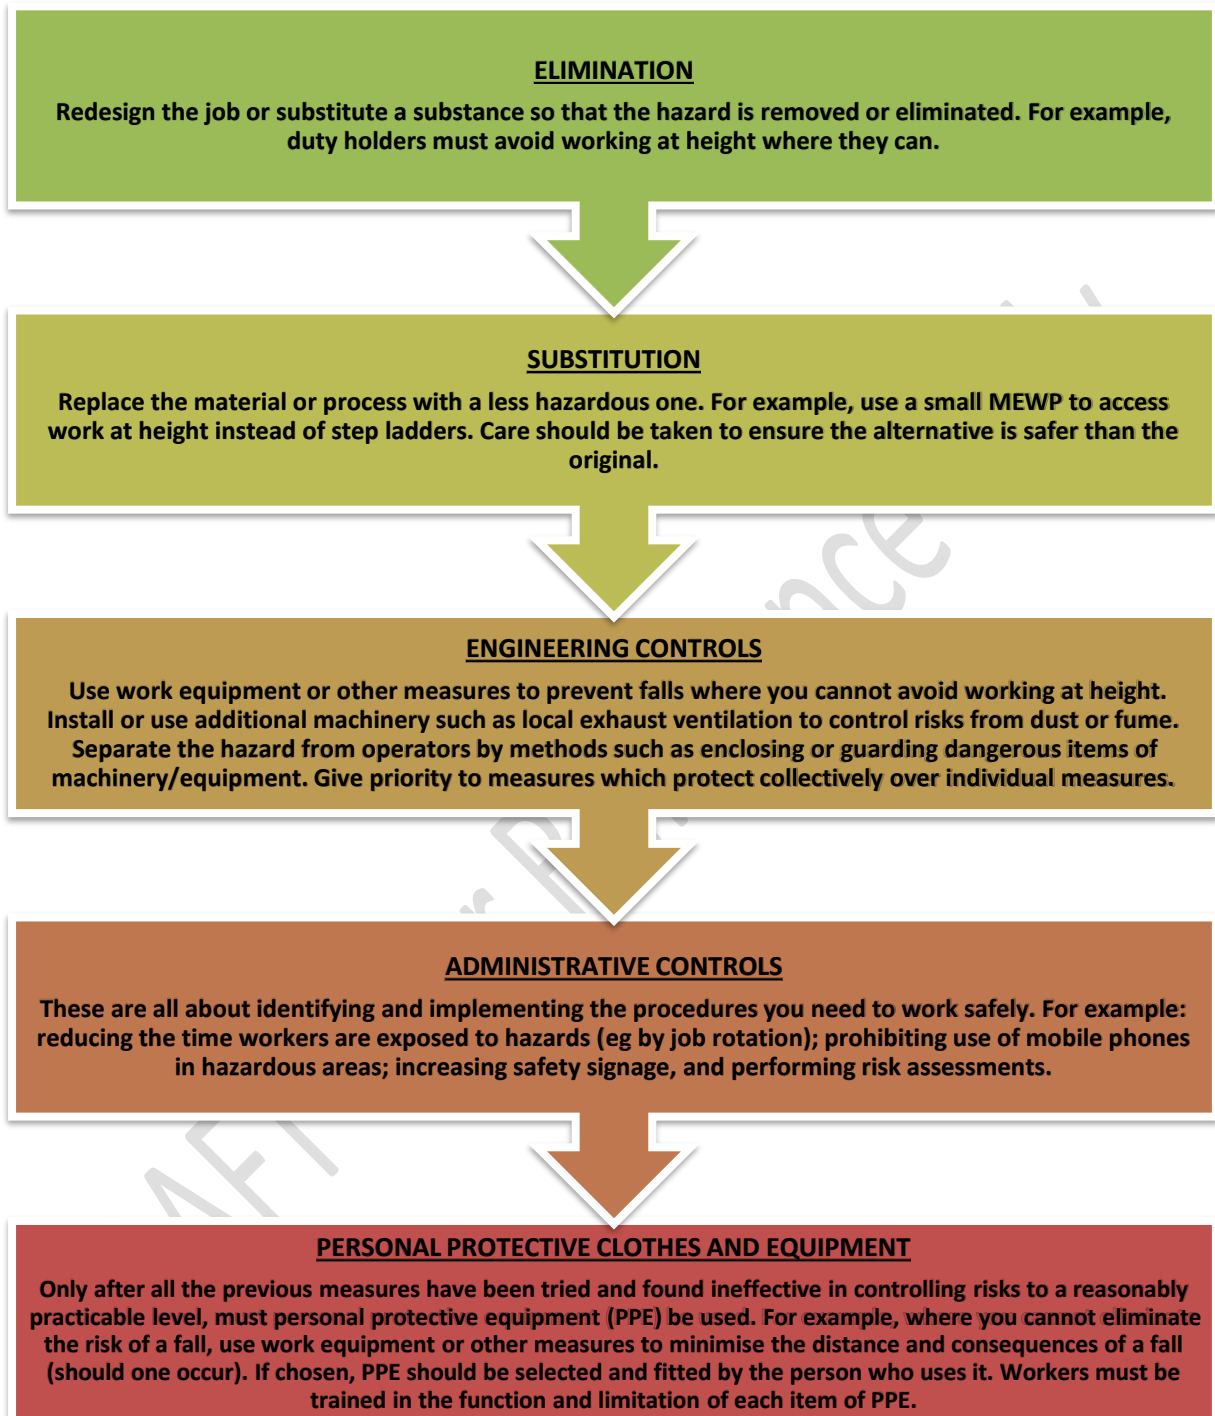 ELIMINATION
Redesign the job or substitute a substance so that the hazard is removed or eliminated. For example,
duty holders must avoid working at height where they can.
SUBSTITUTION
Replace the material or process with a less hazardous one. For example, use a small MEWP to access
work at height instead of step ladders. Care should be taken to ensure the alternative is safer than the
original.
ENGINEERING CONTROLS
Use work equipment or other measures to prevent falls where you cannot avoid working at height.
Install or use additional machinery such as local exhaust ventilation to control risks from dust or fume.
Separate the hazard from operators by methods such as enclosing or guarding dangerous items of
machinery/equipment. Give priority to measures which protect collectively over individual measures.
ADMINISTRATIVE CONTROLS
These are all about identifying and implementing the procedures you need to work safely. For example:
reducing the time workers are exposed to hazards (eg by job rotation); prohibiting use of mobile phones
in hazardous areas; increasing safety signage, and performing risk assessments.
PERSONAL PROTECTIVE CLOTHES AND EQUIPMENT
Only after all the previous measures have been tried and found ineffective in controlling risks to a reasonably
practicable level, must personal protective equipment (PPE) be used. For example, where you cannot eliminate
the risk of a fall, use work equipment or other measures to minimise the distance and consequences of a fall
(should one occur). If chosen, PPE should be selected and fitted by the person who uses it. Workers must be
trained in the function and limitation of each item of PPE.